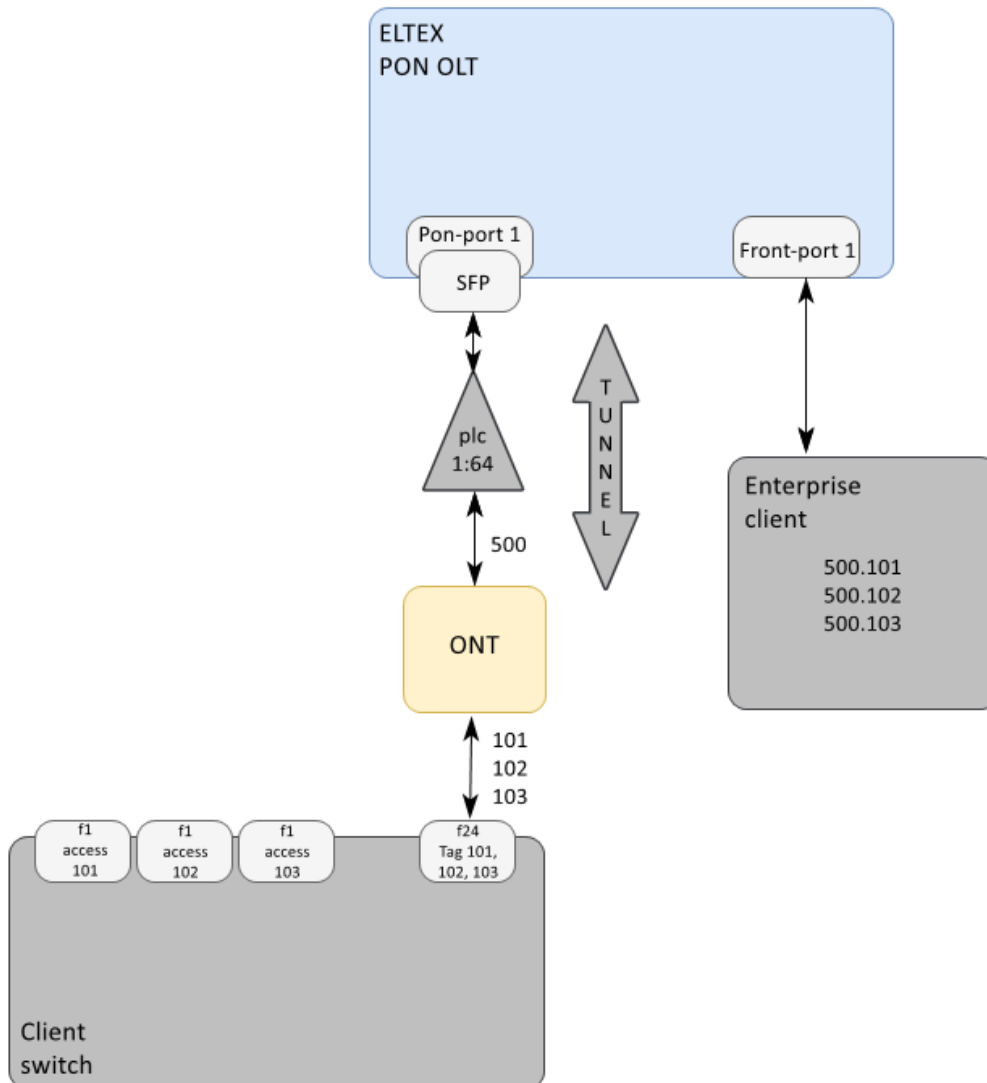 ELTEX
PON OLT
Pon-port 1
SFP
Front-port 1
T
U
N
N
E
L
plc
1:64
500
Enterprise
client
500.101
500.102
500.103
ONT
101
102
103
f1
access
101
f1
access
102
f1
access
103
f24
Tag 101,
102, 103
Client
switch